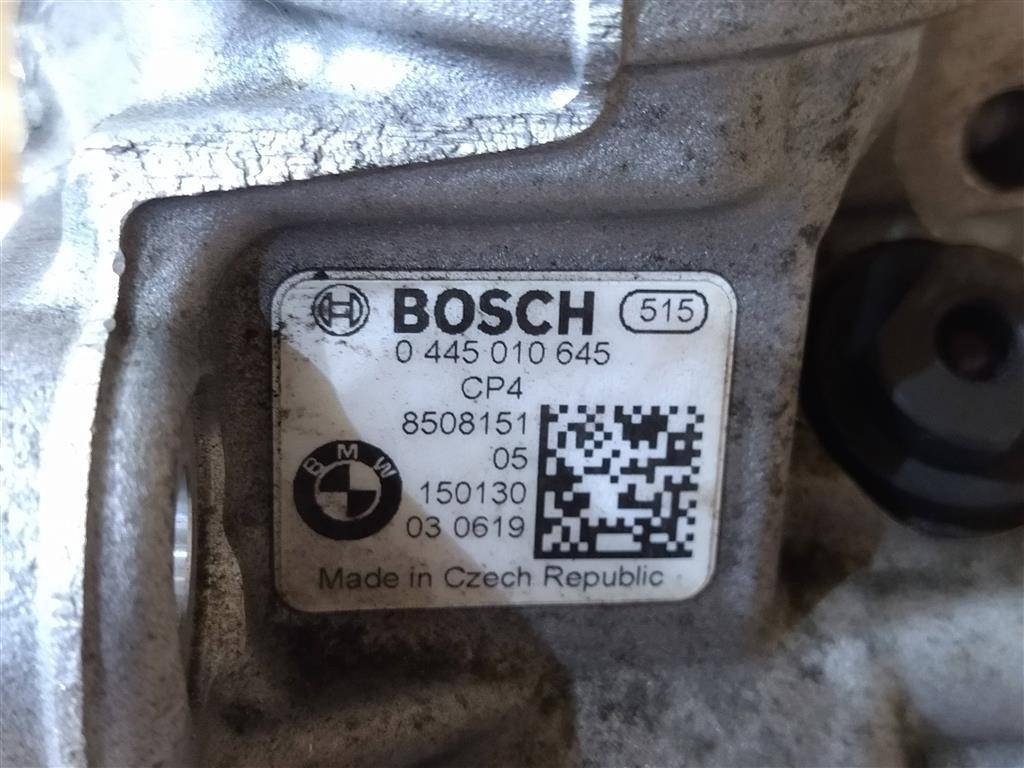 BOSCH 515
0 445 010 645
CP4
8508151
05
BMW
150130
03 0619
Made in Czech Republic